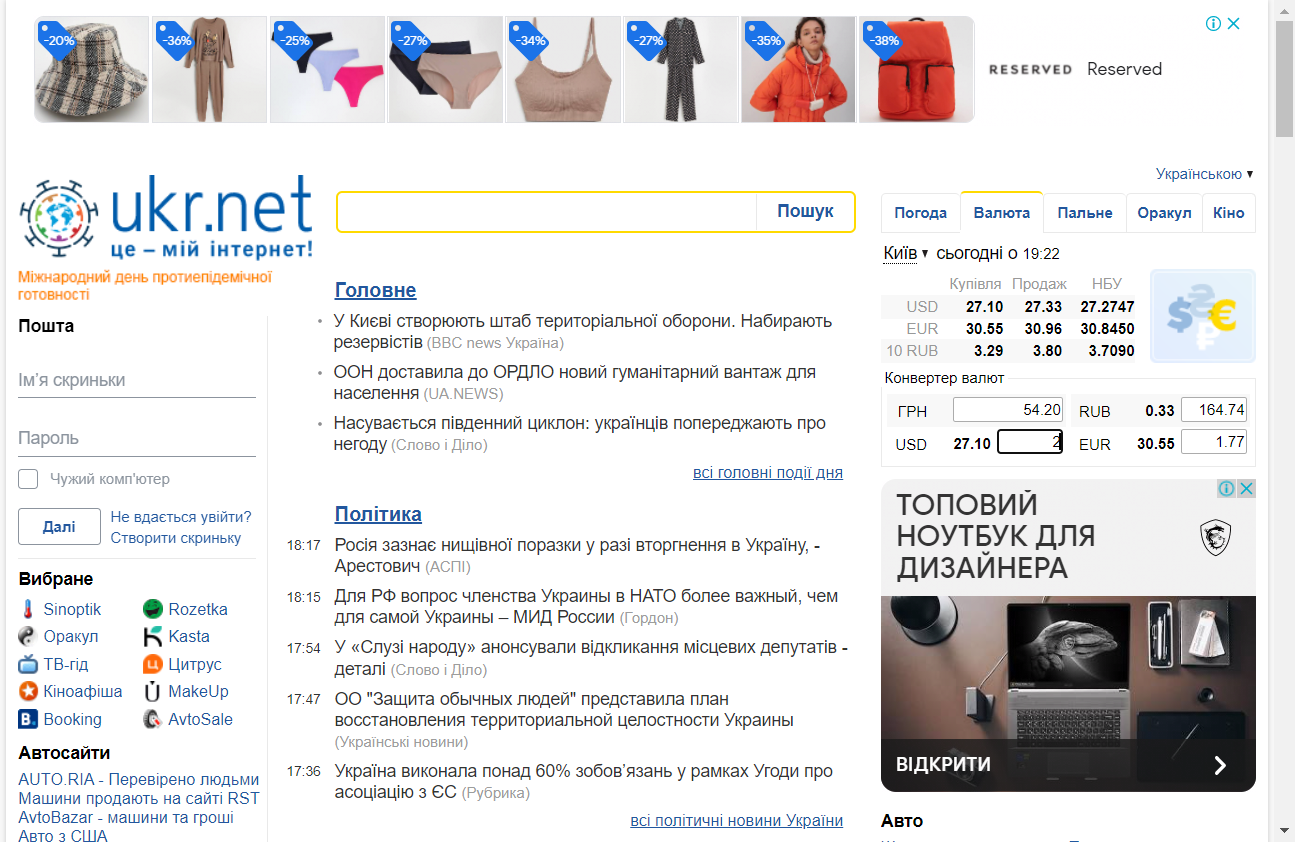 -20%
-36%
-25%
-27%
-34%
-27%
-35%
-38%
RESERVED Reserved
Українською
ukr.net
це – мій інтернет!
Міжнародний день протиепідемічної
готовності
Пошук
Погода Валюта Пальне Оракул Кіно
Київ сьогодні о 19:22
Купівля Продаж НБУ
USD 27.10 27.33 27.2747
EUR 30.55 30.96 30.8450
10 RUB 3.29 3.80 3.7090
Конвертер валют
ГРН 54.20 RUB 0.33 164.74
USD 27.10 2 EUR 30.55 1.77
Пошта
Ім'я скриньки
Пароль
Чужий комп'ютер
Далі
Не вдається увійти?
Створити скриньку
Вибране
Sinoptik Rozetka
Оракул Kasta
ТВ-гід Цитрус
Кіноафіша MakeUp
Booking AvtoSale
Автосайти
AUTO.RIA - Перевірено людьми
Машини продають на сайті RST
AvtoBazar - машини та гроші
Авто з США
Головне
У Києві створюють штаб територіальної оборони. Набирають
резервістів (BBC news Україна)
ООН доставила до ОРДЛО новий гуманітарний вантаж для
населення (UA.NEWS)
Насувається південний циклон: українців попереджають про
негоду (Слово і Діло)
всі головні події дня
Політика
18:17 Росія зазнає нищівної поразки у разі вторгнення в Україну, -
Арестович (АСПІ)
18:15 Для РФ вопрос членства Украины в НАТО более важный, чем
для самой Украины – МИД России (Гордон)
17:54 У «Слузі народу» анонсували відкликання місцевих депутатів -
деталі (Слово і Діло)
17:47 ОО "Защита обычных людей" представила план
восстановления территориальной целостности Украины
(Українські новини)
17:36 Україна виконала понад 60% зобов'язань у рамках Угоди про
асоціацію з ЄС (Рубрика)
всі політичні новини України
ТОПОВИЙ
НОУТБУК ДЛЯ
ДИЗАЙНЕРА
ВІДКРИТИ
Авто